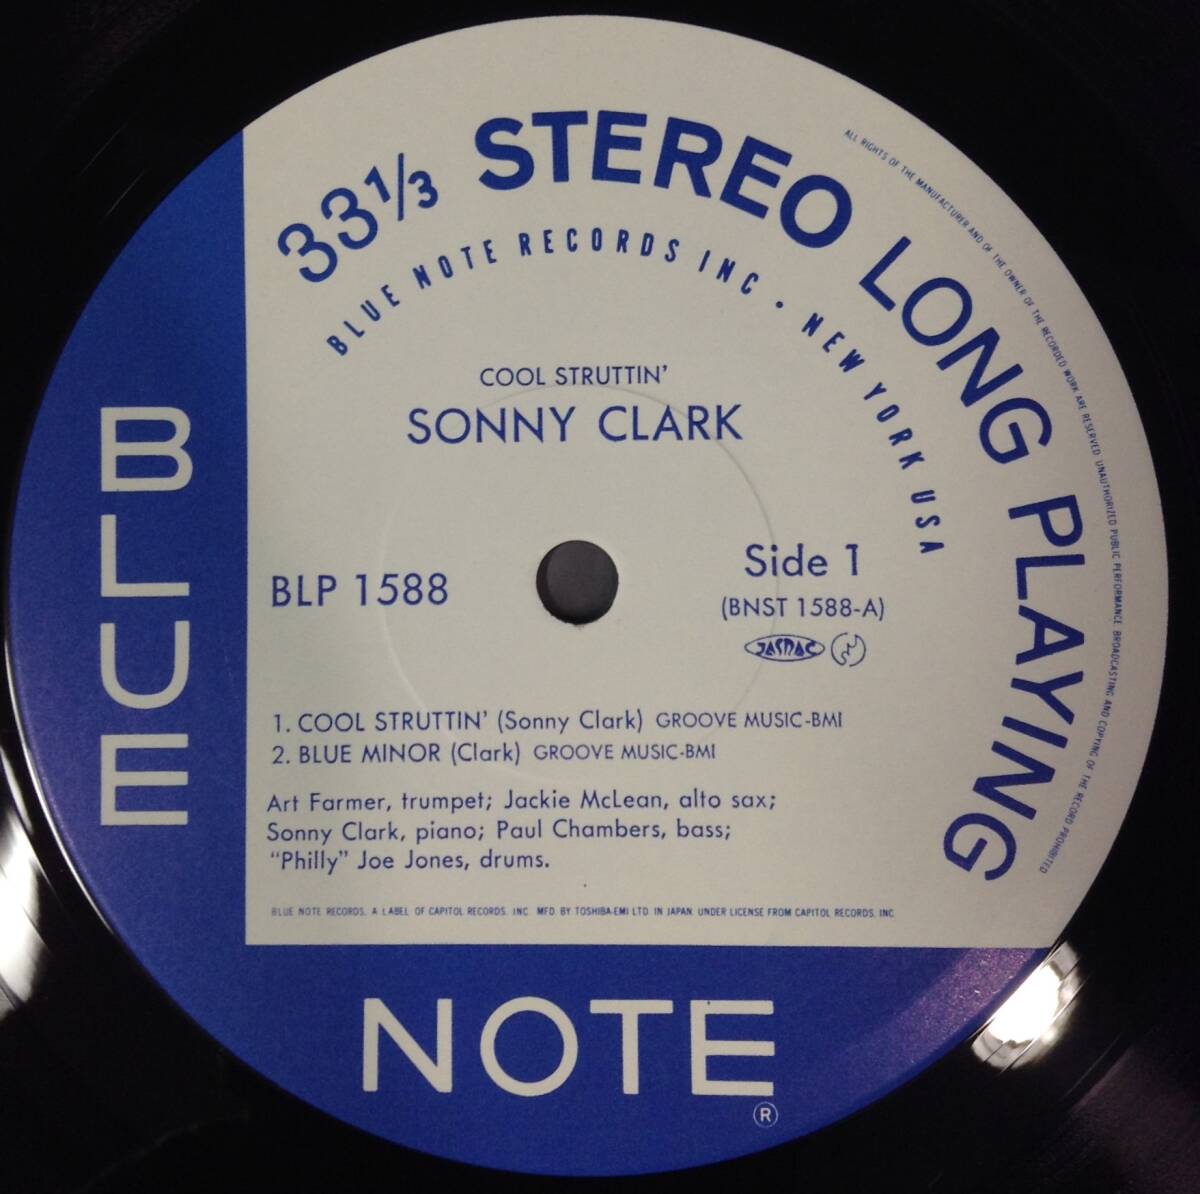 33⅓ STEREO LONG PLAYING
BLUE NOTE RECORDS INC · NEW YORK USA
ALL RIGHTS OF THE MANUFACTURER AND OF THE OWNER OF THE RECORDED WORK ARE RESERVED. UNAUTHORIZED PUBLIC PERFORMANCE BROADCASTING AND COPYING OF THE RECORD PROHIBITED
COOL STRUTTIN'
SONNY CLARK
BLP 1588
Side 1
(BNST 1588-A)
JASRAC
1. COOL STRUTTIN' (Sonny Clark) GROOVE MUSIC-BMI
2. BLUE MINOR (Clark) GROOVE MUSIC-BMI
Art Farmer, trumpet; Jackie McLean, alto sax;
Sonny Clark, piano; Paul Chambers, bass;
"Philly" Joe Jones, drums.
BLUE NOTE RECORDS, A LABEL OF CAPITOL RECORDS, INC. MFD. BY TOSHIBA-EMI LTD. IN JAPAN UNDER LICENSE FROM CAPITOL RECORDS, INC.
BLUE
NOTE
®